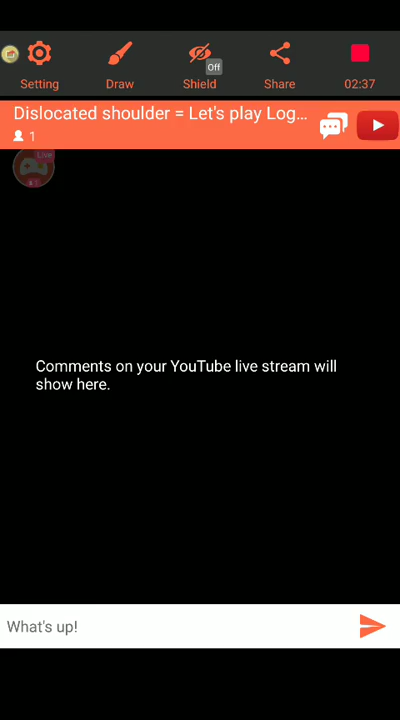 Off
Setting Draw Shield Share 02:37
Dislocated shoulder = Let's play Log...
1
Live
Comments on your YouTube live stream will
show here.
What's up!